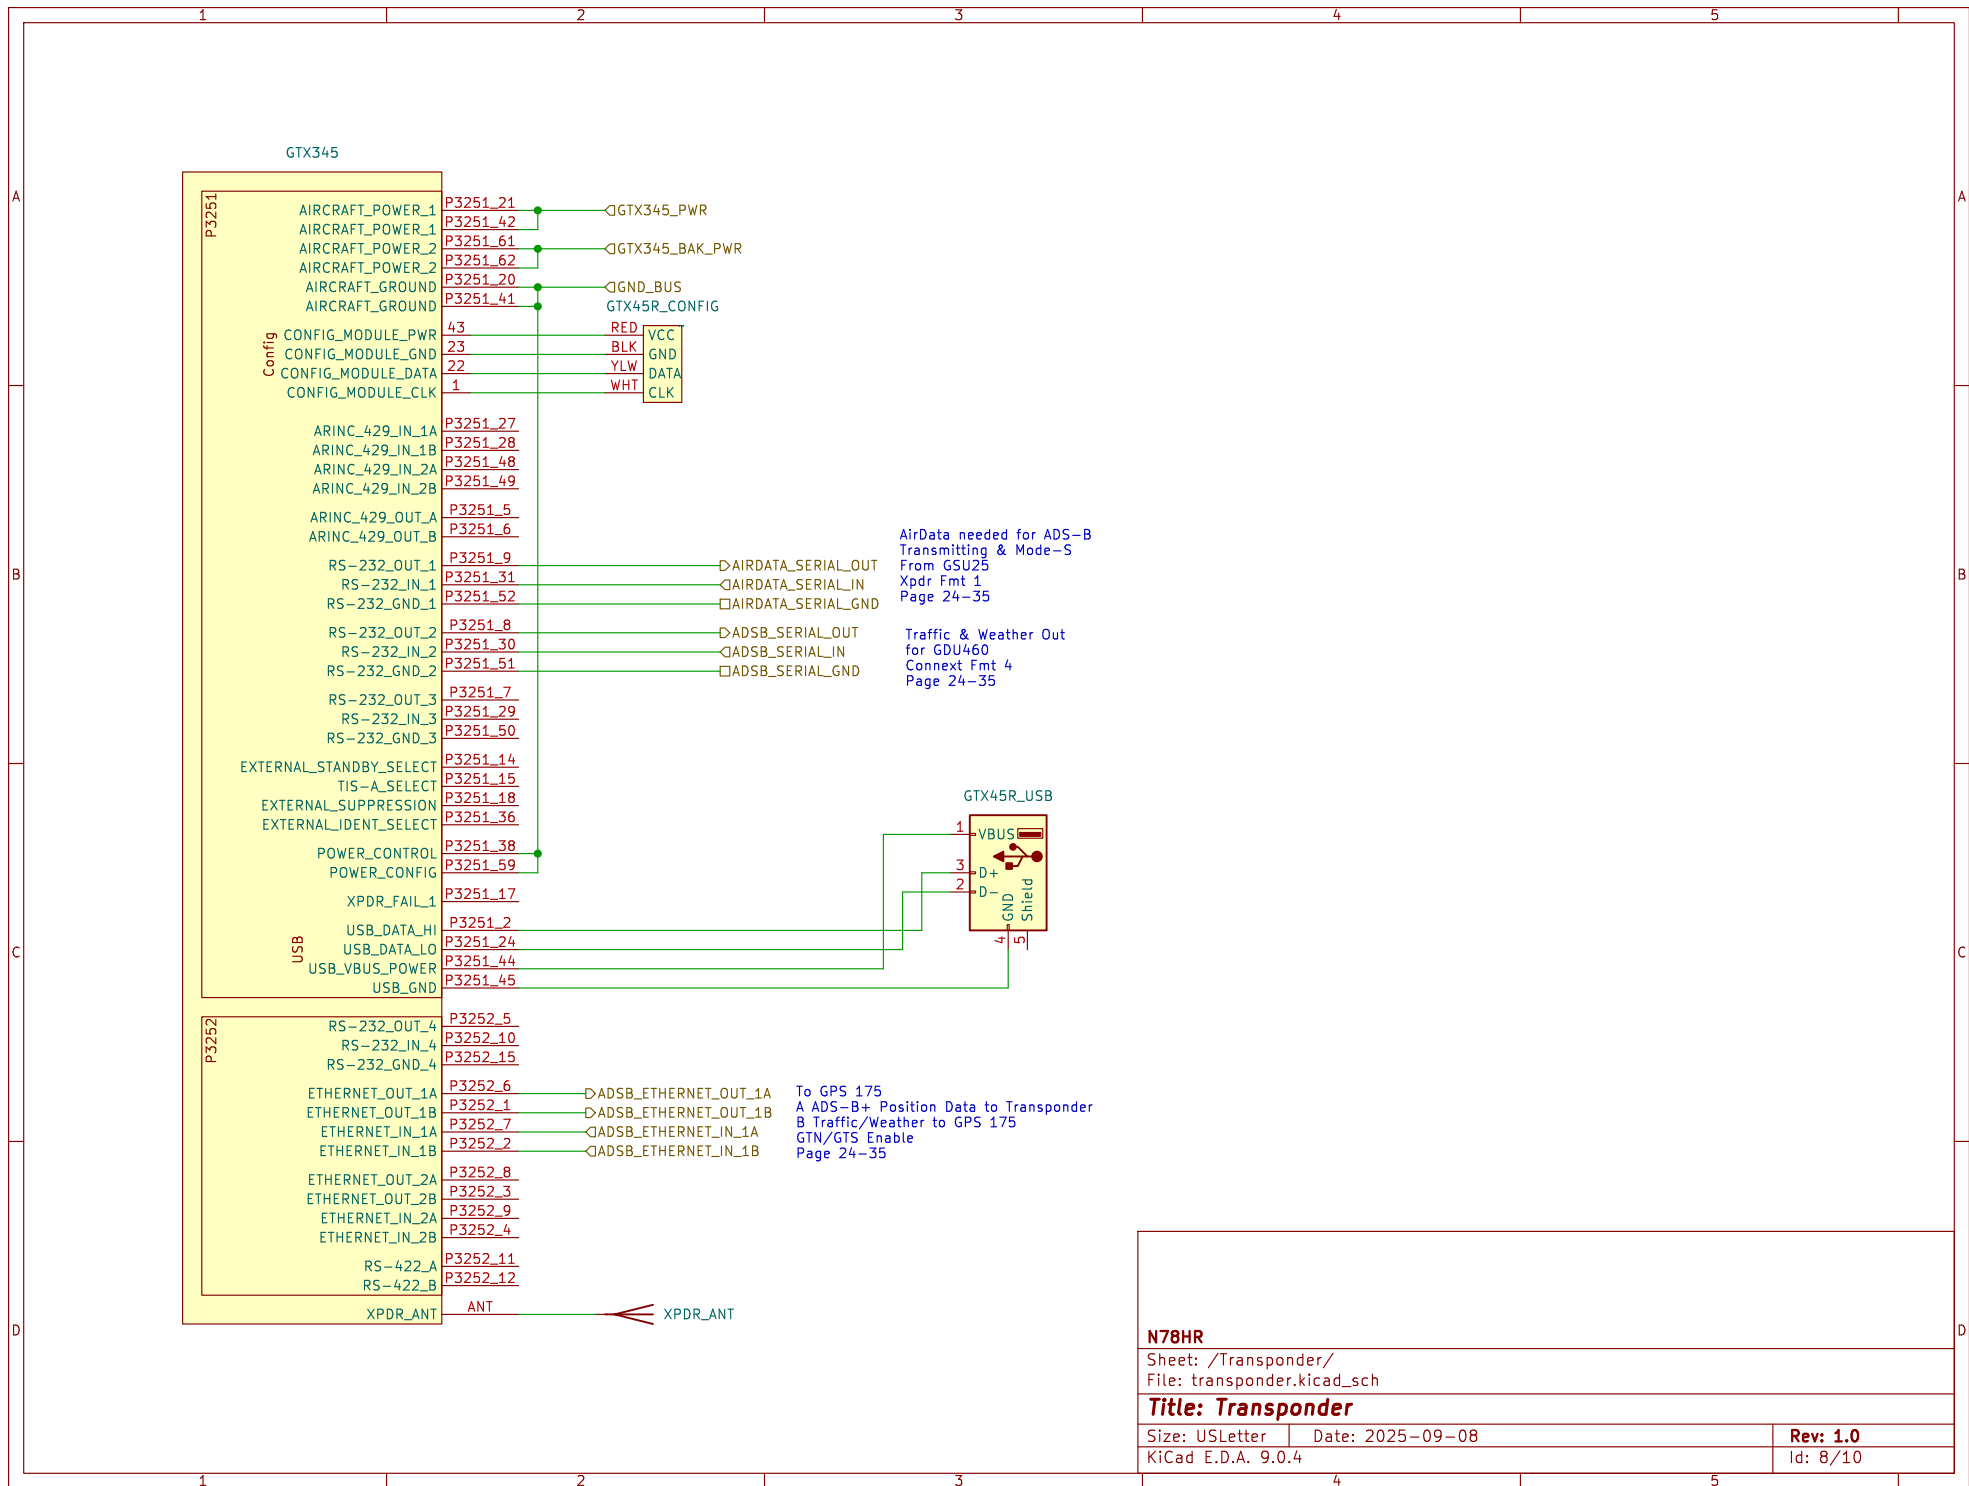 1 2 3 4 5
A A
B B
C C
D D
GTX345
P3251
AIRCRAFT_POWER_1 P3251_21 GTX345_PWR
AIRCRAFT_POWER_1 P3251_42
AIRCRAFT_POWER_2 P3251_61 GTX345_BAK_PWR
AIRCRAFT_POWER_2 P3251_62
AIRCRAFT_GROUND P3251_20 GND_BUS
AIRCRAFT_GROUND P3251_41
GTX45R_CONFIG
Config
CONFIG_MODULE_PWR 43 RED VCC
CONFIG_MODULE_GND 23 BLK GND
CONFIG_MODULE_DATA 22 YLW DATA
CONFIG_MODULE_CLK 1 WHT CLK
ARINC_429_IN_1A P3251_27
ARINC_429_IN_1B P3251_28
ARINC_429_IN_2A P3251_48
ARINC_429_IN_2B P3251_49
ARINC_429_OUT_A P3251_5
ARINC_429_OUT_B P3251_6
RS-232_OUT_1 P3251_9 AIRDATA_SERIAL_OUT
RS-232_IN_1 P3251_31 AIRDATA_SERIAL_IN
RS-232_GND_1 P3251_52 AIRDATA_SERIAL_GND
AirData needed for ADS-B
Transmitting & Mode-S
From GSU25
Xpdr Fmt 1
Page 24-35
RS-232_OUT_2 P3251_8 ADSB_SERIAL_OUT
RS-232_IN_2 P3251_30 ADSB_SERIAL_IN
RS-232_GND_2 P3251_51 ADSB_SERIAL_GND
Traffic & Weather Out
for GDU460
Connext Fmt 4
Page 24-35
RS-232_OUT_3 P3251_7
RS-232_IN_3 P3251_29
RS-232_GND_3 P3251_50
EXTERNAL_STANDBY_SELECT P3251_14
TIS-A_SELECT P3251_15
EXTERNAL_SUPPRESSION P3251_18
EXTERNAL_IDENT_SELECT P3251_36
POWER_CONTROL P3251_38
POWER_CONFIG P3251_59
XPDR_FAIL_1 P3251_17
USB
USB_DATA_HI P3251_2
USB_DATA_LO P3251_24
USB_VBUS_POWER P3251_44
USB_GND P3251_45
GTX45R_USB
1 VBUS
3 D+
2 D-
GND Shield
4 5
P3252
RS-232_OUT_4 P3252_5
RS-232_IN_4 P3252_10
RS-232_GND_4 P3252_15
ETHERNET_OUT_1A P3252_6 ADSB_ETHERNET_OUT_1A
ETHERNET_OUT_1B P3252_1 ADSB_ETHERNET_OUT_1B
ETHERNET_IN_1A P3252_7 ADSB_ETHERNET_IN_1A
ETHERNET_IN_1B P3252_2 ADSB_ETHERNET_IN_1B
To GPS 175
A ADS-B+ Position Data to Transponder
B Traffic/Weather to GPS 175
GTN/GTS Enable
Page 24-35
ETHERNET_OUT_2A P3252_8
ETHERNET_OUT_2B P3252_3
ETHERNET_IN_2A P3252_9
ETHERNET_IN_2B P3252_4
RS-422_A P3252_11
RS-422_B P3252_12
XPDR_ANT ANT XPDR_ANT
N78HR
Sheet: /Transponder/
File: transponder.kicad_sch
Title: Transponder
Size: USLetter Date: 2025-09-08 Rev: 1.0
KiCad E.D.A. 9.0.4 Id: 8/10
1 2 3 4 5